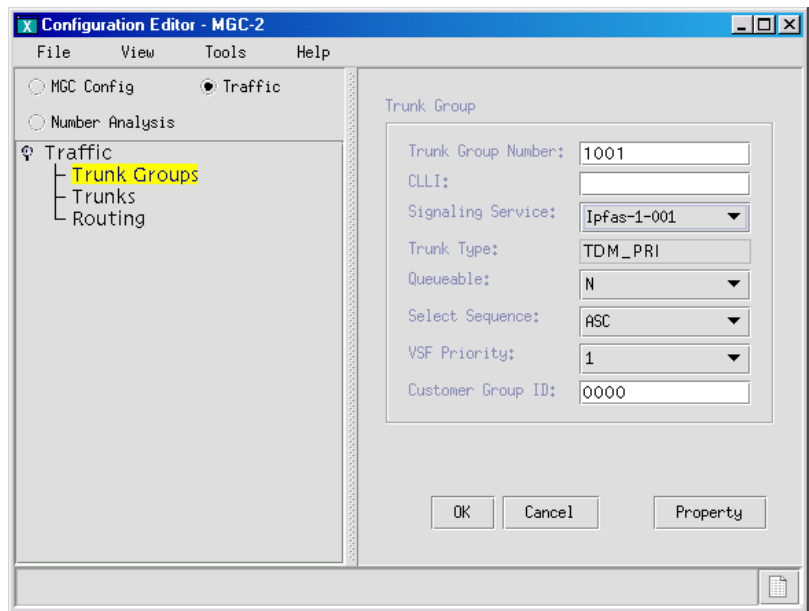 Configuration Editor - MGC-2
File View Tools Help
MGC Config Traffic
Number Analysis
Traffic
Trunk Groups
Trunks
Routing
Trunk Group
Trunk Group Number: 1001
CLLI:
Signaling Service: Ipfas-1-001
Trunk Type: TDM_PRI
Queueable: N
Select Sequence: ASC
VSF Priority: 1
Customer Group ID: 0000
OK Cancel Property